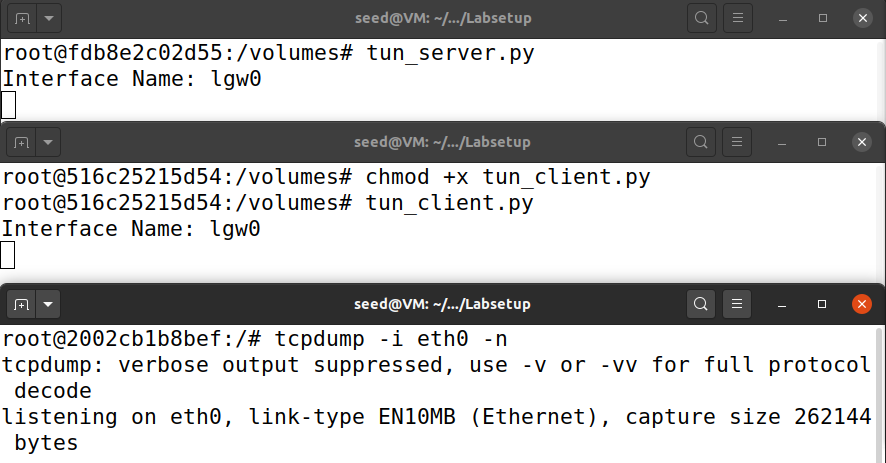 seed@VM: ~/.../Labsetup
root@fdb8e2c02d55:/volumes# tun_server.py
Interface Name: lgw0
seed@VM: ~/.../Labsetup
root@516c25215d54:/volumes# chmod +x tun_client.py
root@516c25215d54:/volumes# tun_client.py
Interface Name: lgw0
seed@VM: ~/.../Labsetup
root@2002cb1b8bef:/# tcpdump -i eth0 -n
tcpdump: verbose output suppressed, use -v or -vv for full protocol
 decode
listening on eth0, link-type EN10MB (Ethernet), capture size 262144
 bytes